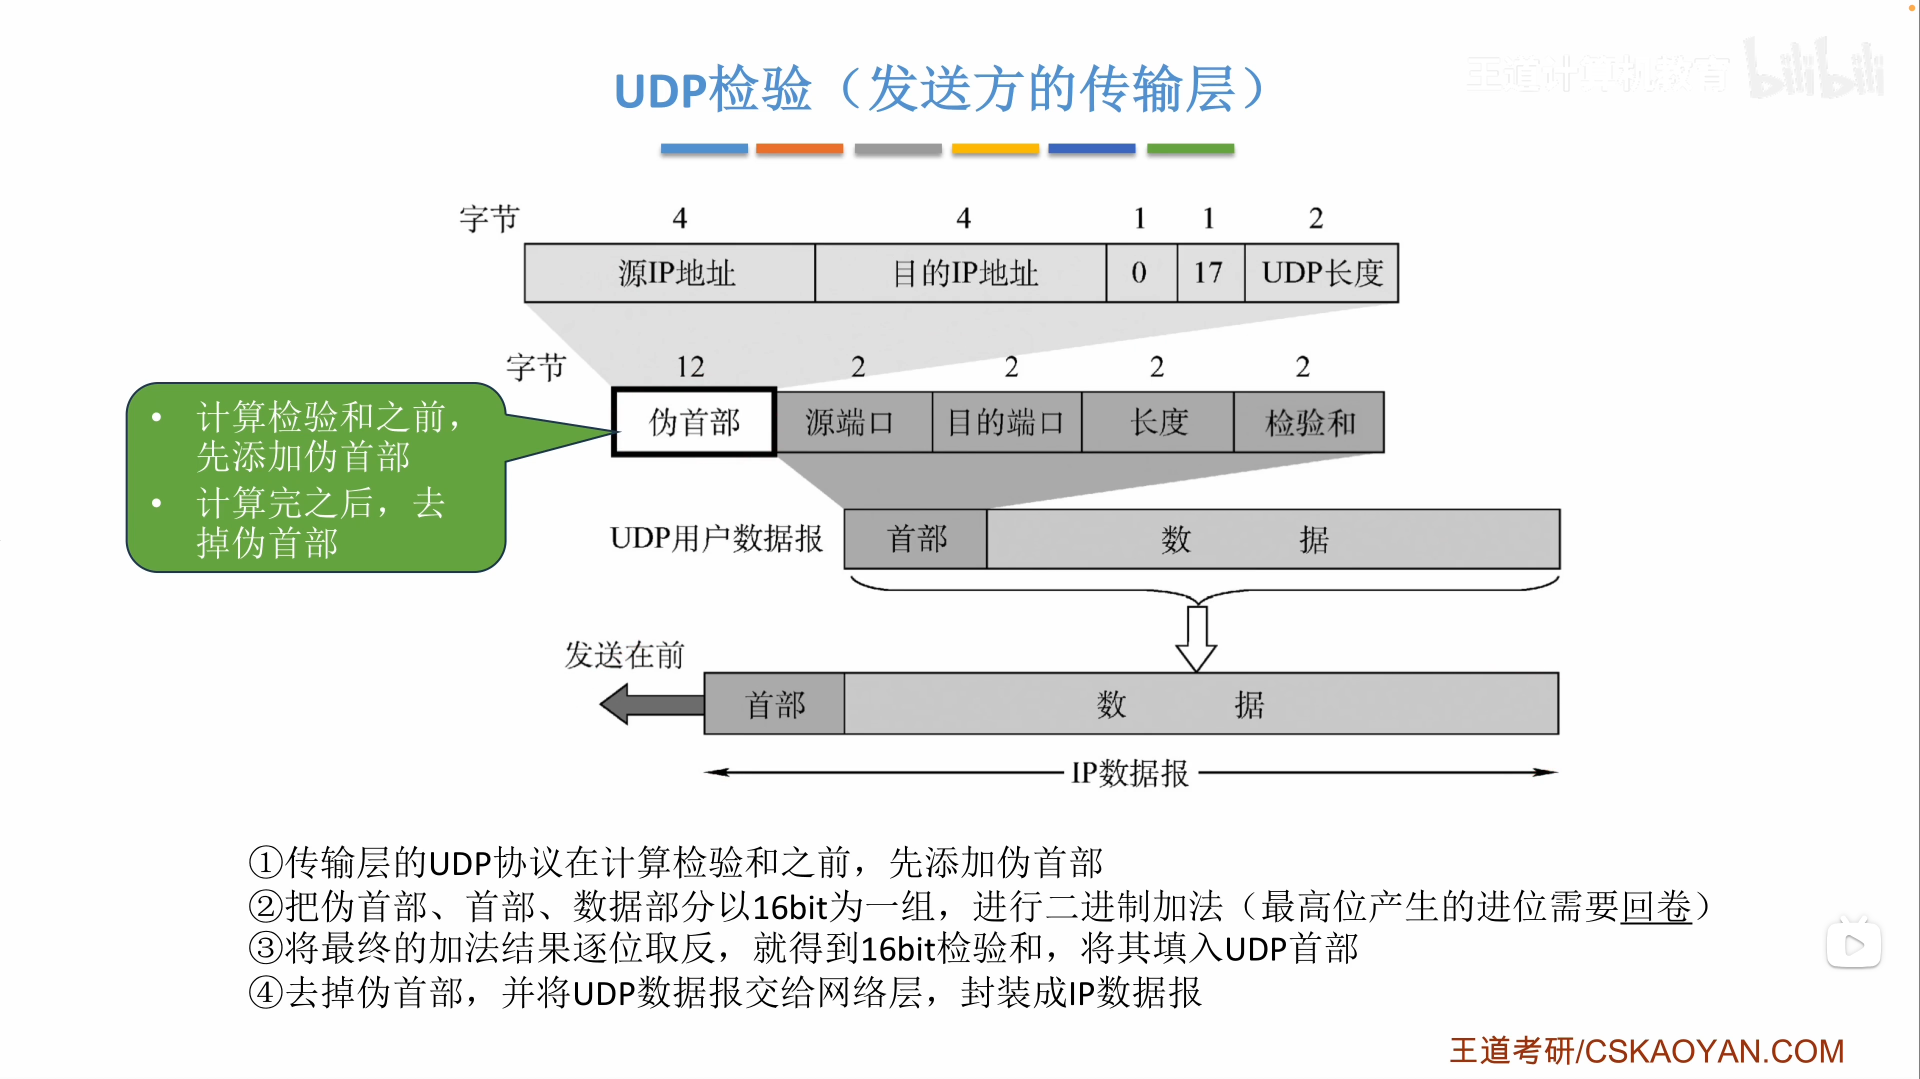 王道计算机教育 bilibili
UDP检验（发送方的传输层）
字节 4 4 1 1 2
源IP地址 目的IP地址 0 17 UDP长度
字节 12 2 2 2 2
伪首部 源端口 目的端口 长度 检验和
• 计算检验和之前，
先添加伪首部
• 计算完之后，去
掉伪首部
UDP用户数据报 首部 数 据
发送在前
首部 数 据
IP数据报
①传输层的UDP协议在计算检验和之前，先添加伪首部
②把伪首部、首部、数据部分以16bit为一组，进行二进制加法（最高位产生的进位需要回卷）
③将最终的加法结果逐位取反，就得到16bit检验和，将其填入UDP首部
④去掉伪首部，并将UDP数据报交给网络层，封装成IP数据报
王道考研/CSKAOYAN.COM